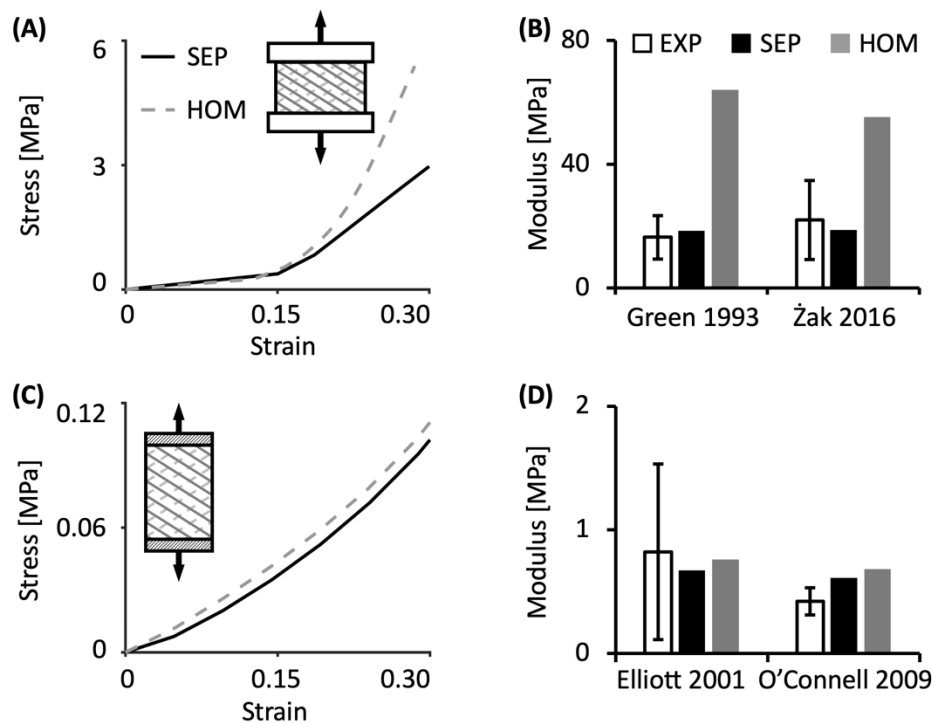 (A)
6
3
0
Stress [MPa]
SEP
HOM
0 0.15 0.30
Strain
(B)
80
40
0
Modulus [MPa]
EXP SEP HOM
Green 1993 Żak 2016
(C)
0.12
0.06
0
Stress [MPa]
0 0.15 0.30
Strain
(D)
2
1
0
Modulus [MPa]
Elliott 2001 O'Connell 2009